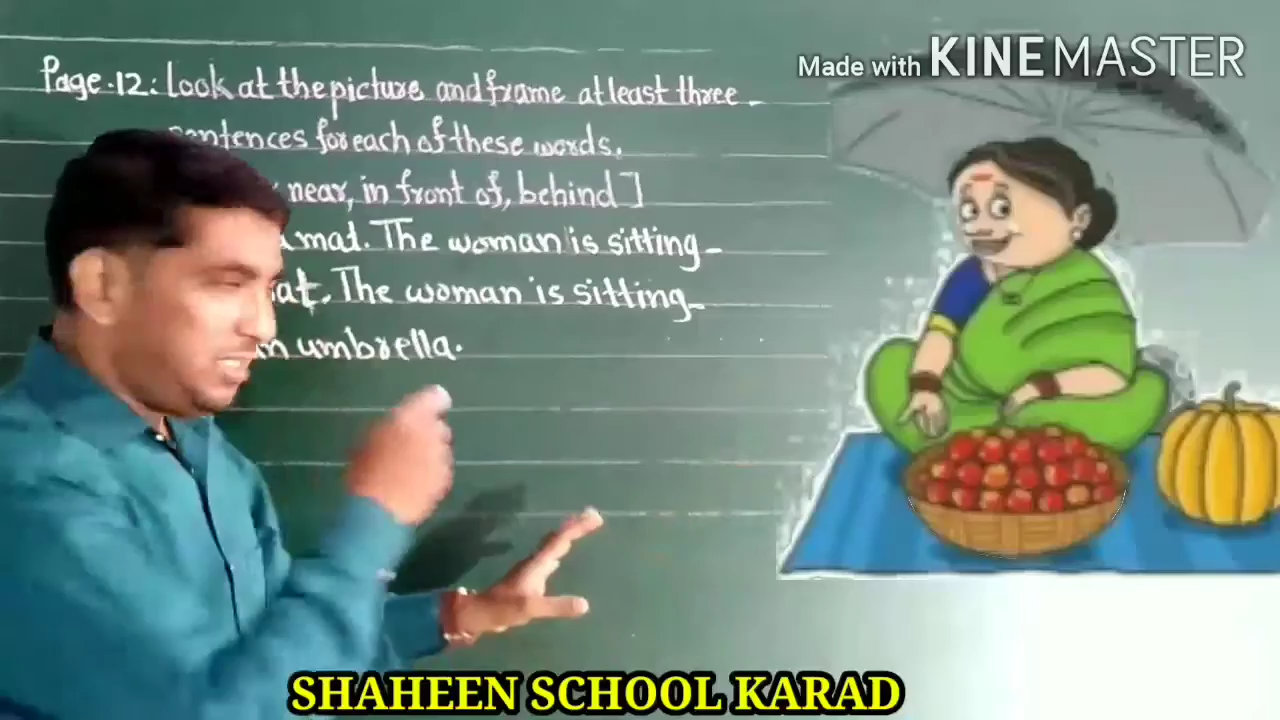 Made with KINEMASTER
Page.12: Look at the picture and frame at least three
sentences for each of these words.
near, in front of, behind]
a mat. The woman is sitting
The woman is sitting
umbrella.
SHAHEEN SCHOOL KARAD